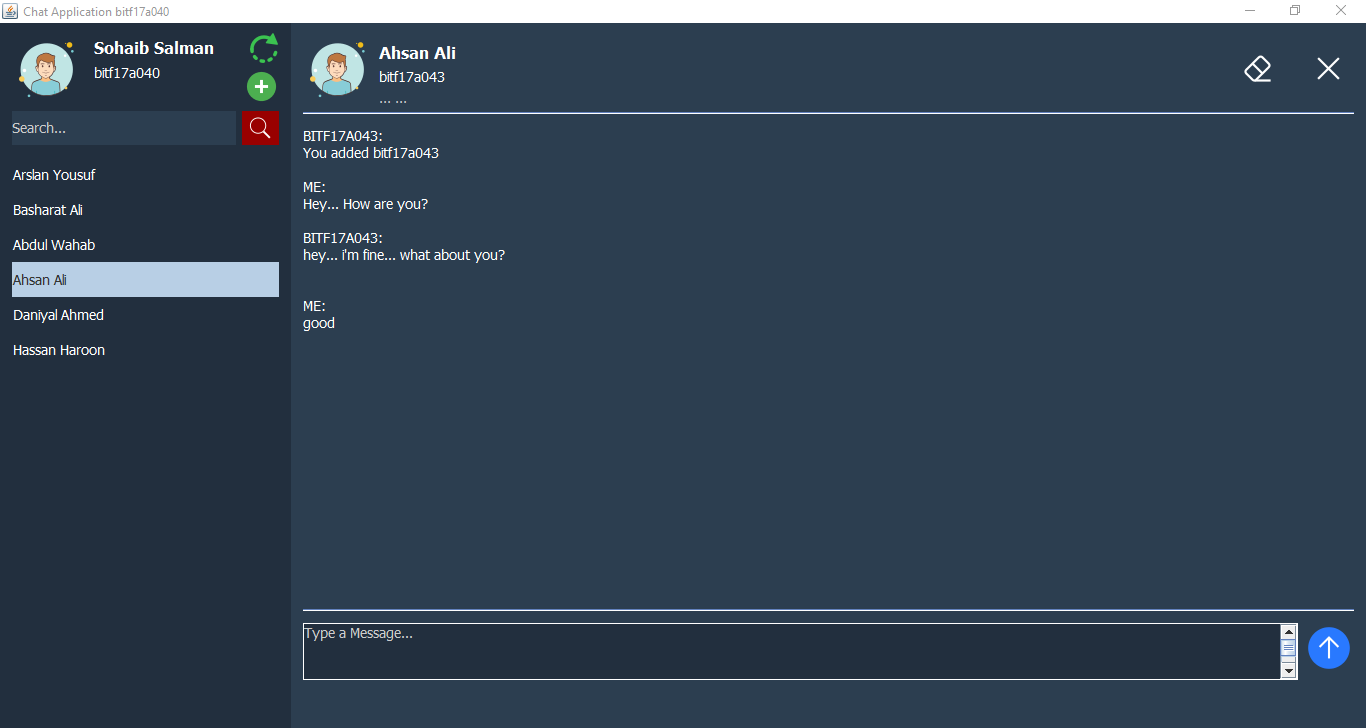 Chat Application bitf17a040
Sohaib Salman
bitf17a040
Search...
Arslan Yousuf
Basharat Ali
Abdul Wahab
Ahsan Ali
Daniyal Ahmed
Hassan Haroon
Ahsan Ali
bitf17a043
... ...
BITF17A043:
You added bitf17a043
ME:
Hey... How are you?
BITF17A043:
hey... i'm fine... what about you?
ME:
good
Type a Message...